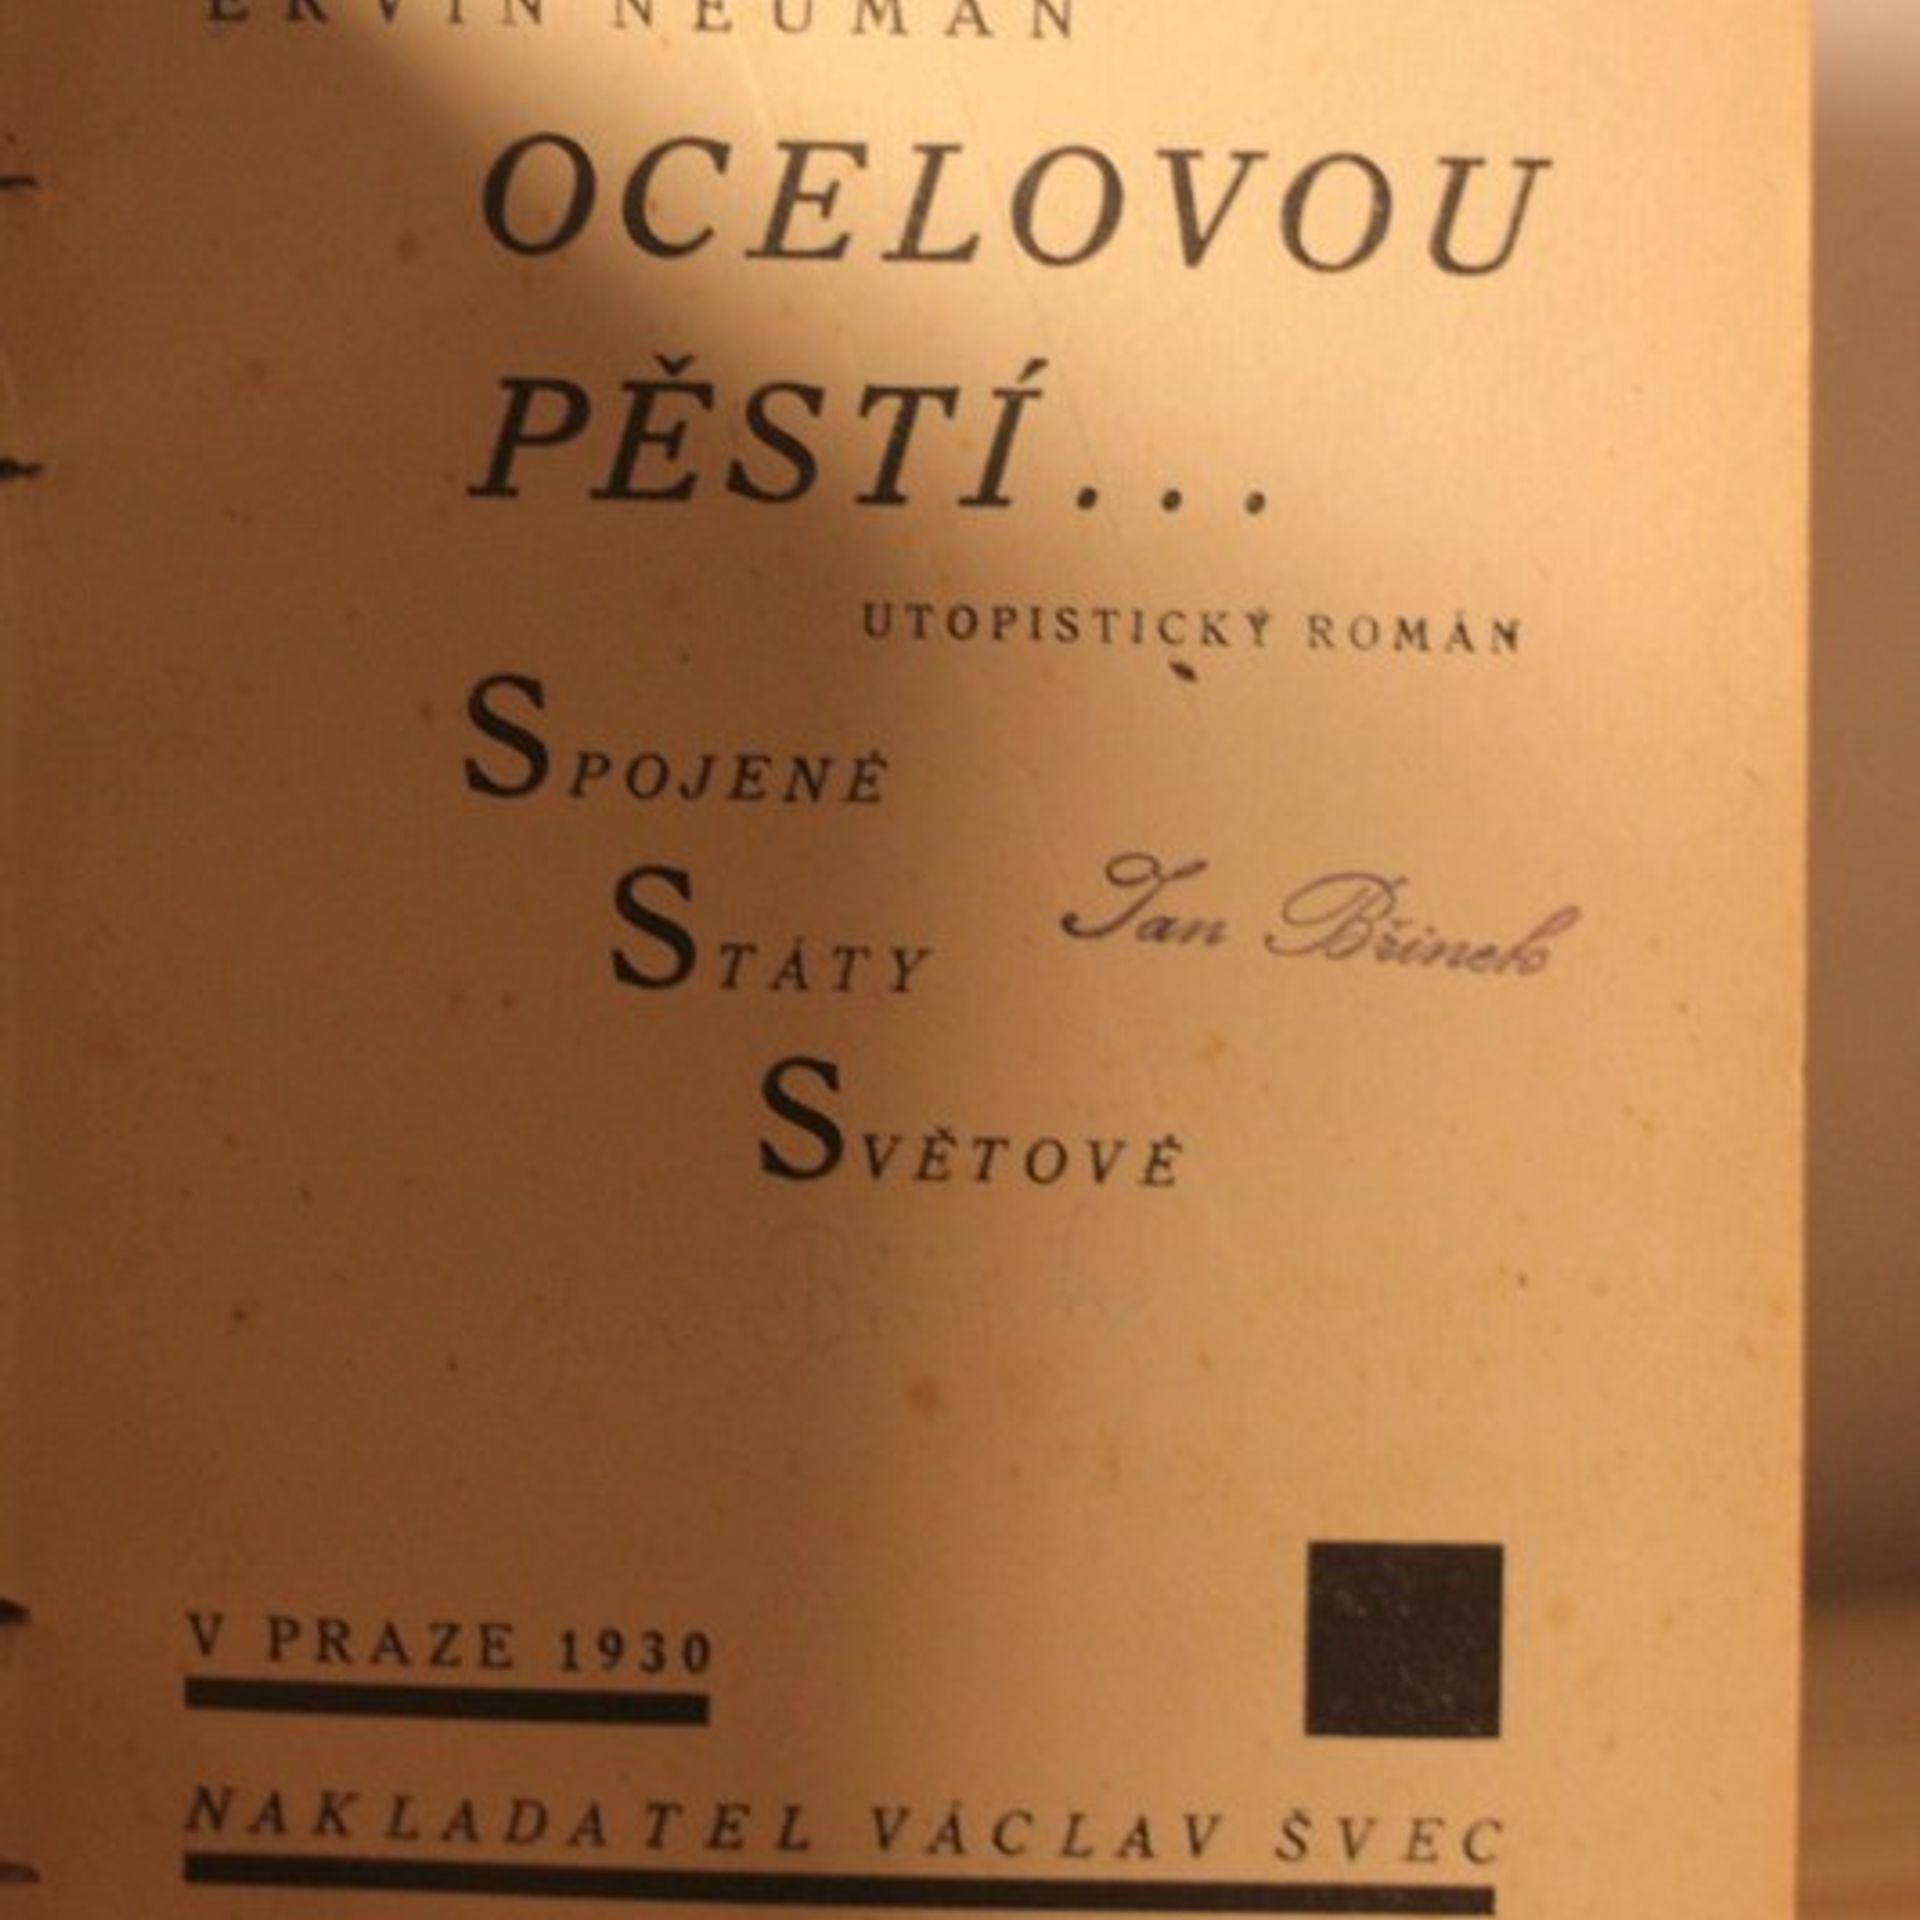 ERVIN NEUMAN
OCELOVOU
PĚSTÍ...
UTOPISTICKÝ ROMÁN
SPOJENÉ
STÁTY
Jan Břinek
SVĚTOVÉ
V PRAZE 1930
NAKLADATEL VÁCLAV ŠVEC